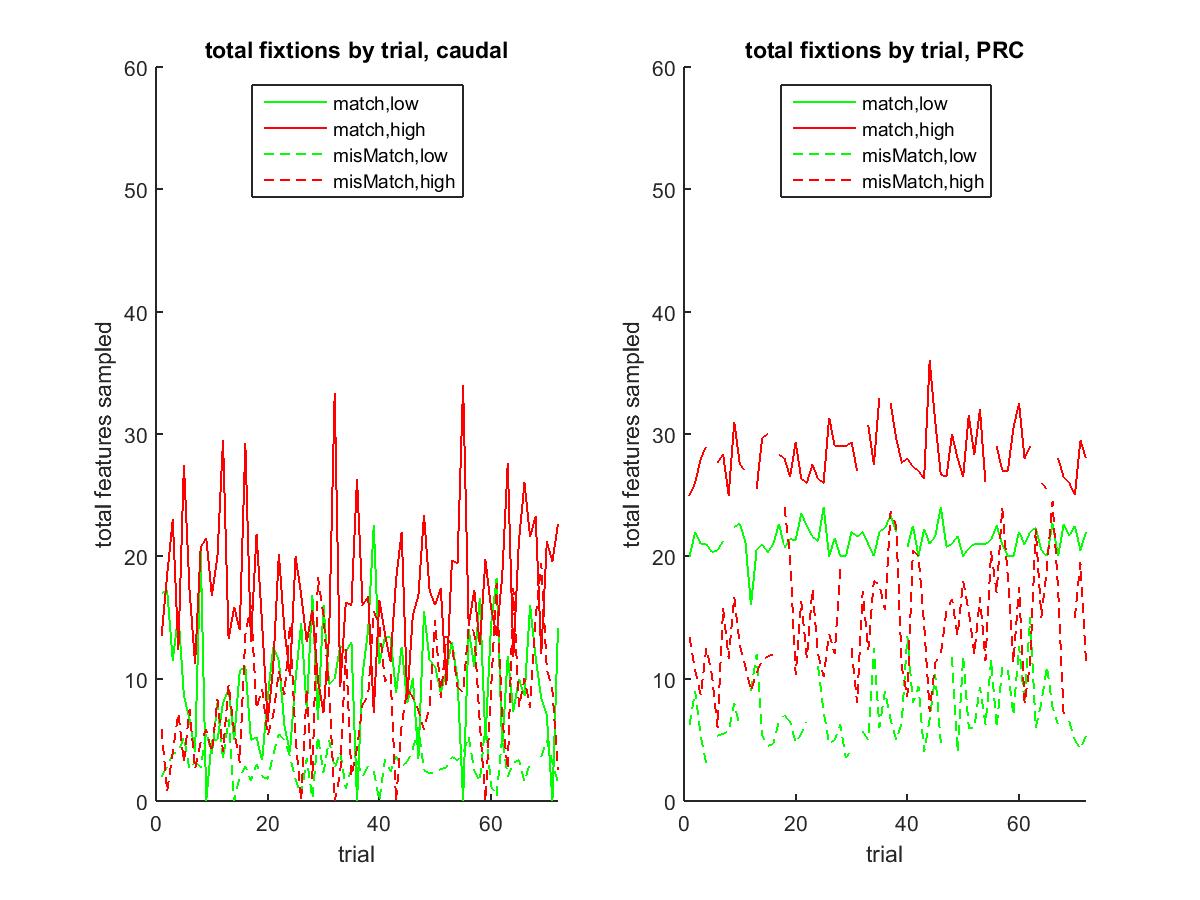 total fixtions by trial, caudal
60
50
40
30
20
10
0
0 20 40 60
total features sampled
trial
match,low
match,high
misMatch,low
misMatch,high
total fixtions by trial, PRC
60
50
40
30
20
10
0
0 20 40 60
total features sampled
trial
match,low
match,high
misMatch,low
misMatch,high